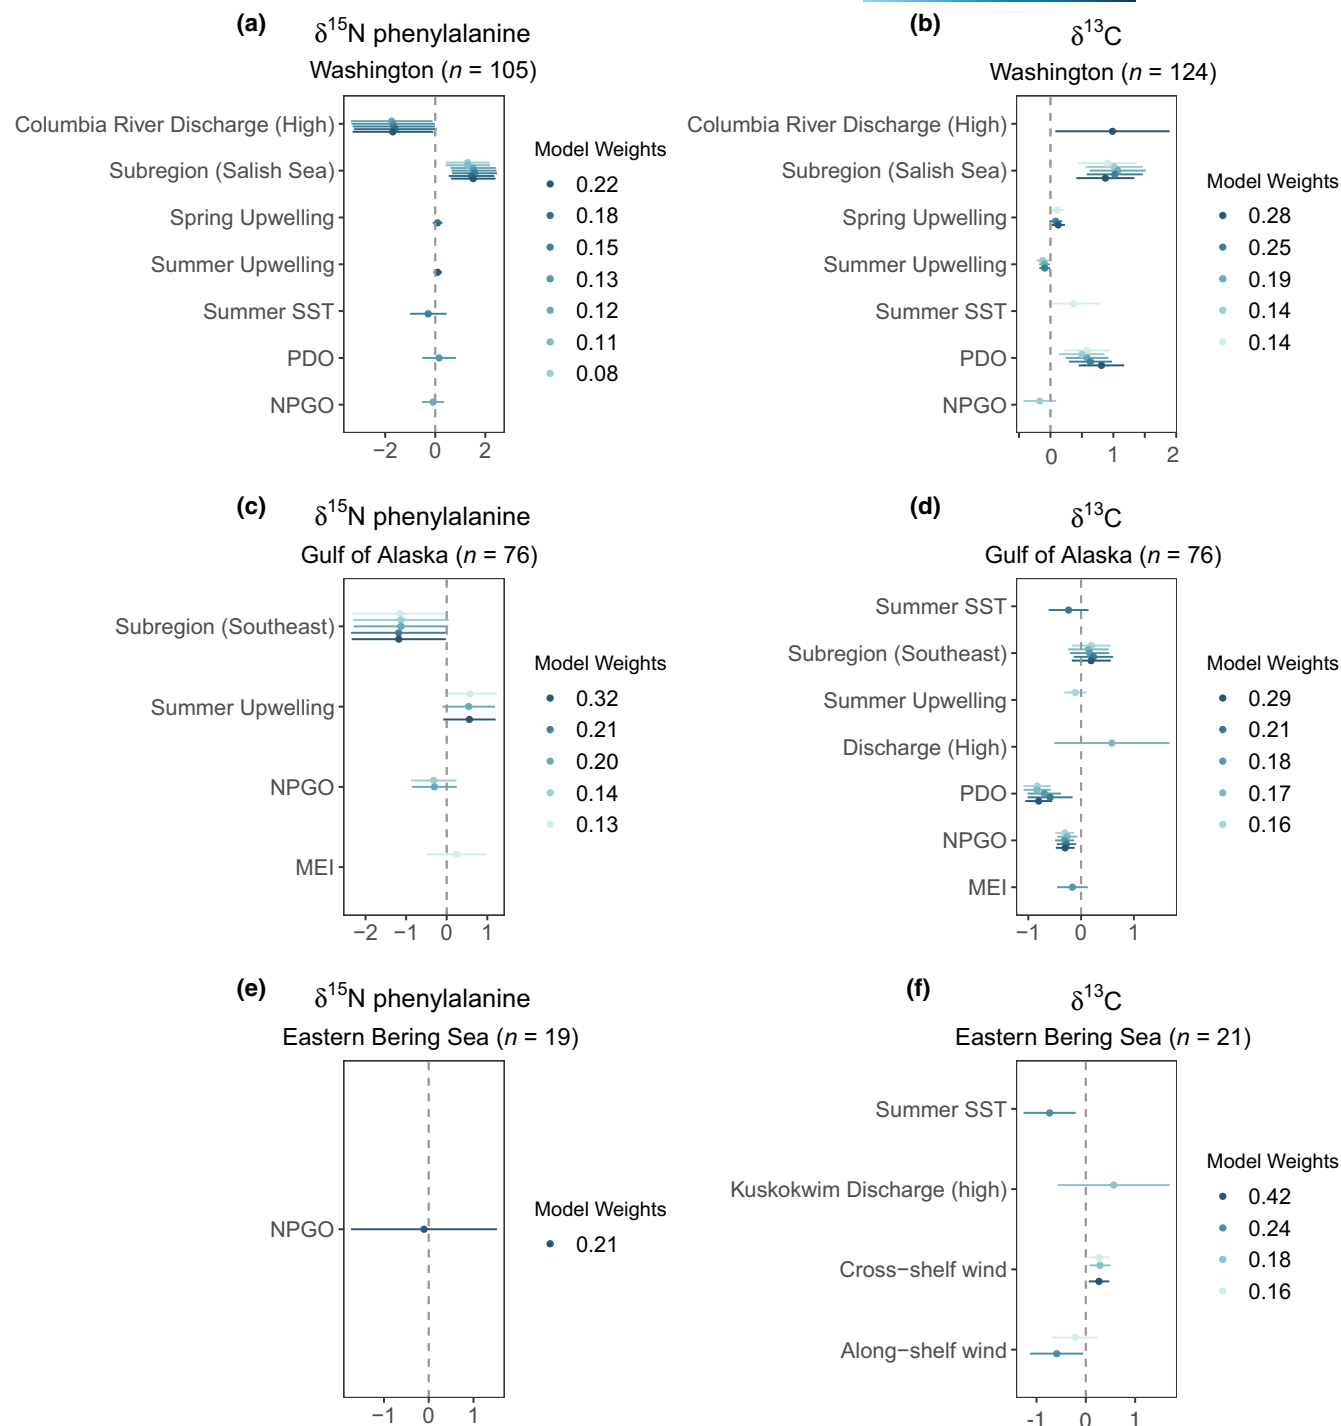 (a) δ15N phenylalanine
Washington (n = 105)
Columbia River Discharge (High)
Subregion (Salish Sea)
Spring Upwelling
Summer Upwelling
Summer SST
PDO
NPGO
−2 0 2
Model Weights
0.22
0.18
0.15
0.13
0.12
0.11
0.08
(b) δ13C
Washington (n = 124)
Columbia River Discharge (High)
Subregion (Salish Sea)
Spring Upwelling
Summer Upwelling
Summer SST
PDO
NPGO
0 1 2
Model Weights
0.28
0.25
0.19
0.14
0.14
(c) δ15N phenylalanine
Gulf of Alaska (n = 76)
Subregion (Southeast)
Summer Upwelling
NPGO
MEI
−2 −1 0 1
Model Weights
0.32
0.21
0.20
0.14
0.13
(d) δ13C
Gulf of Alaska (n = 76)
Summer SST
Subregion (Southeast)
Summer Upwelling
Discharge (High)
PDO
NPGO
MEI
−1 0 1
Model Weights
0.29
0.21
0.18
0.17
0.16
(e) δ15N phenylalanine
Eastern Bering Sea (n = 19)
NPGO
−1 0 1
Model Weights
0.21
(f) δ13C
Eastern Bering Sea (n = 21)
Summer SST
Kuskokwim Discharge (high)
Cross−shelf wind
Along−shelf wind
-1 0 1
Model Weights
0.42
0.24
0.18
0.16